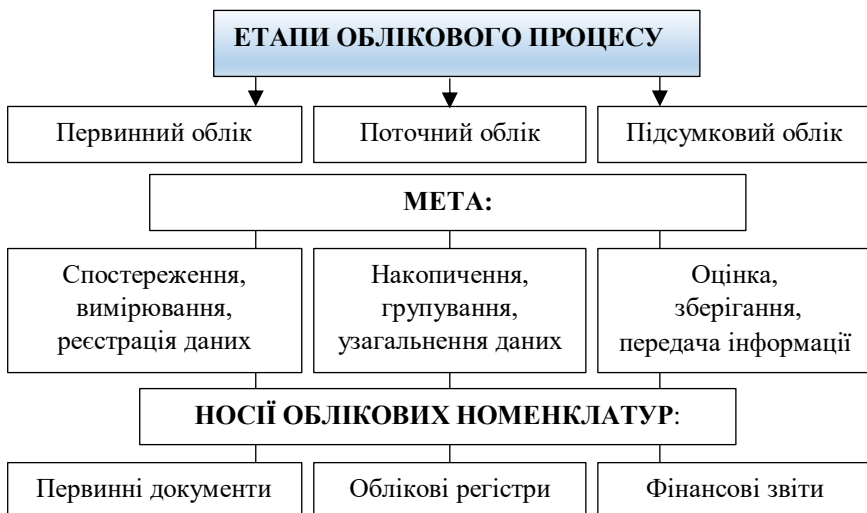 ЕТАПИ ОБЛІКОВОГО ПРОЦЕСУ
Первинний облік
Поточний облік
Підсумковий облік
МЕТА:
Спостереження,
вимірювання,
реєстрація даних
Накопичення,
групування,
узагальнення даних
Оцінка,
зберігання,
передача інформації
НОСІЇ ОБЛІКОВИХ НОМЕНКЛАТУР:
Первинні документи
Облікові регістри
Фінансові звіти